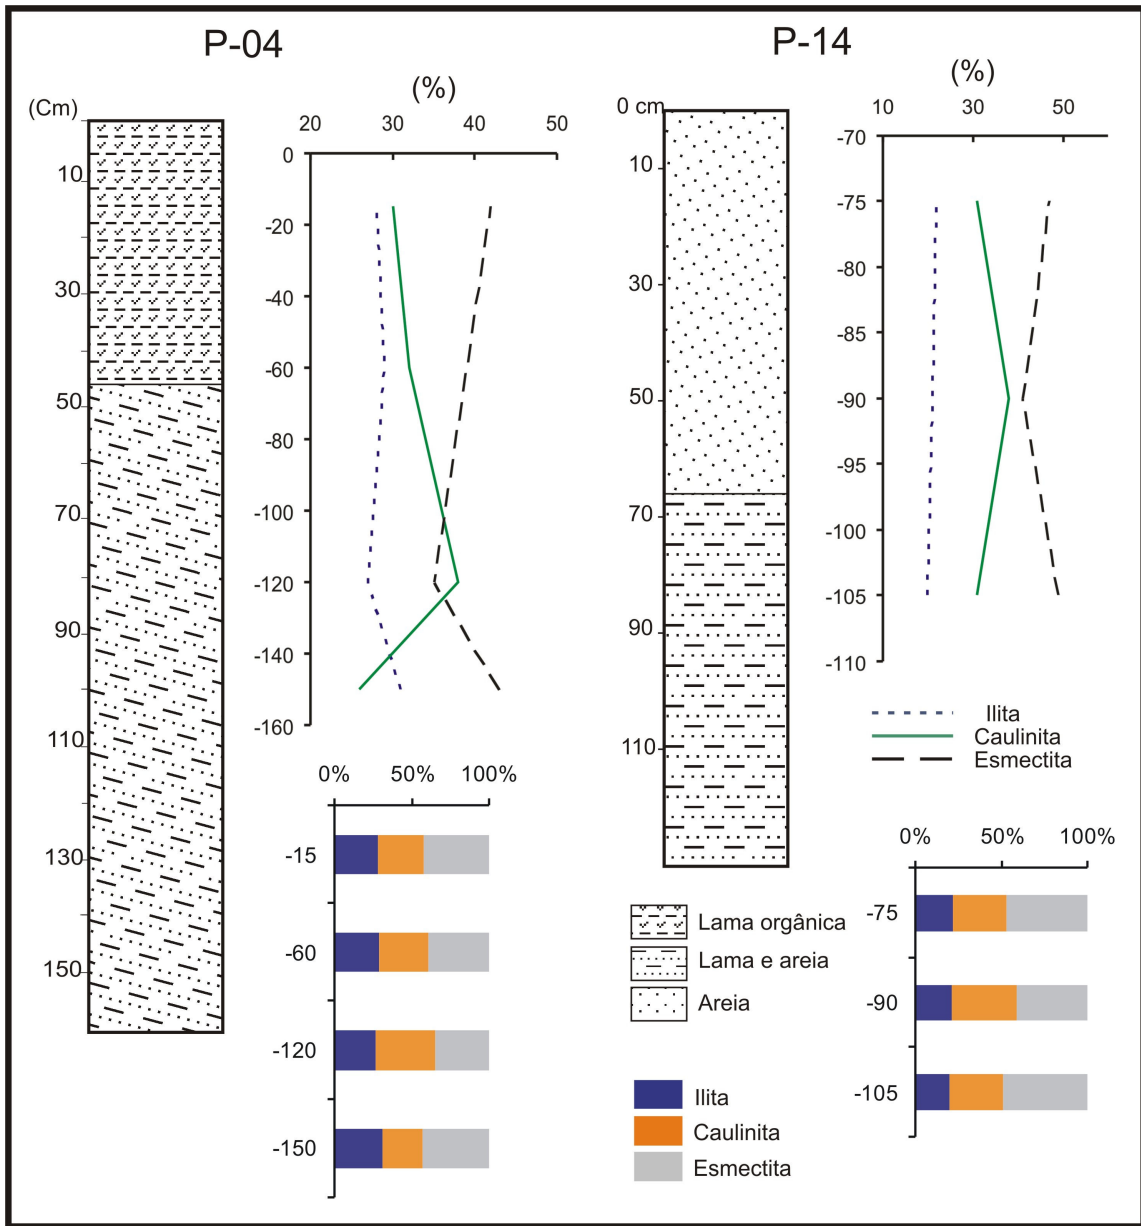 P-04
(Cm)
10
30
50
70
90
110
130
150
(%)
20 30 40 50
0
-20
-40
-60
-80
-100
-120
-140
-160
0% 50% 100%
-15
-60
-120
-150
P-14
0 cm
10
30
50
70
90
110
(%)
10 30 50
-70
-75
-80
-85
-90
-95
-100
-105
-110
Ilita
Caulinita
Esmectita
Lama orgânica
Lama e areia
Areia
Ilita
Caulinita
Esmectita
0% 50% 100%
-75
-90
-105